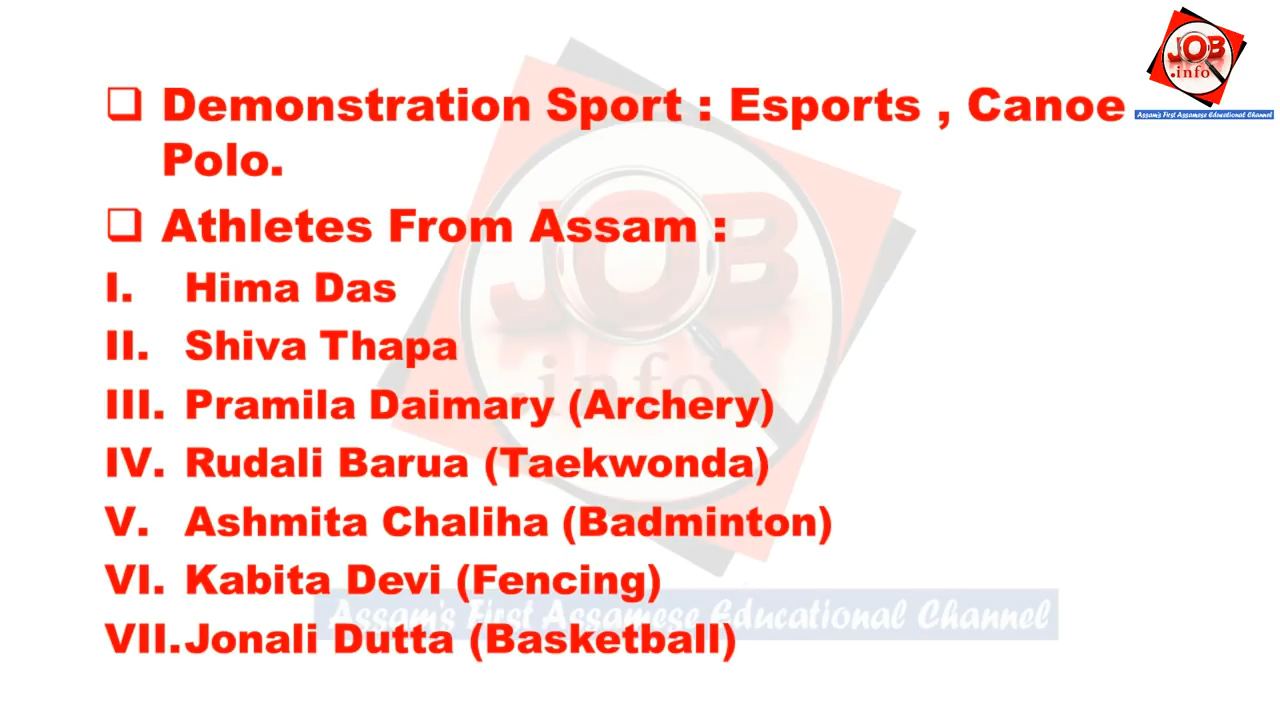 JOB
.info
Assam's First Assamese Educational Channel
❑ Demonstration Sport : Esports , Canoe
Polo.
❑ Athletes From Assam :
I. Hima Das
II. Shiva Thapa
III. Pramila Daimary (Archery)
IV. Rudali Barua (Taekwonda)
V. Ashmita Chaliha (Badminton)
VI. Kabita Devi (Fencing)
VII. Jonali Dutta (Basketball)
JOB
.info
Assam's First Assamese Educational Channel